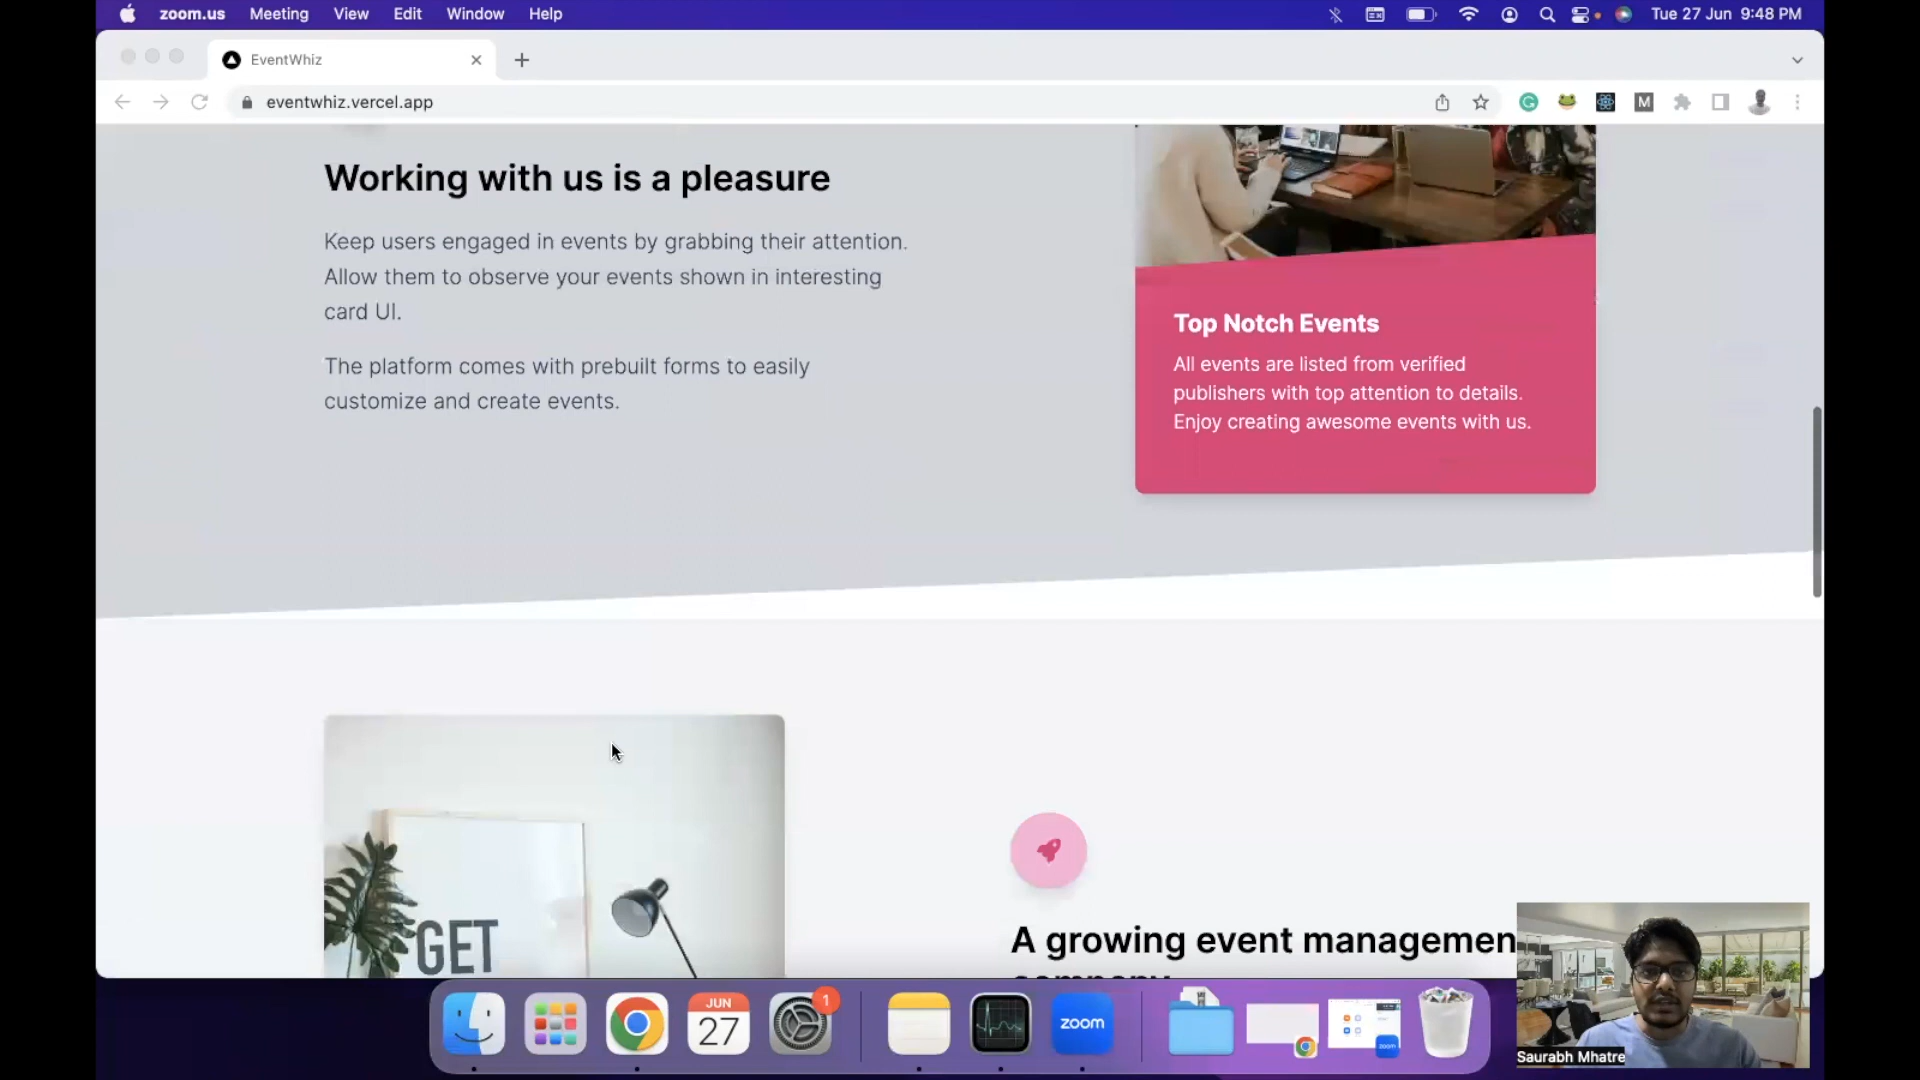 zoom.us Meeting View Edit Window Help
Tue 27 Jun 9:48 PM
EventWhiz
eventwhiz.vercel.app
M
Working with us is a pleasure
Keep users engaged in events by grabbing their attention.
Allow them to observe your events shown in interesting
card UI.
The platform comes with prebuilt forms to easily
customize and create events.
Top Notch Events
All events are listed from verified
publishers with top attention to details.
Enjoy creating awesome events with us.
GET
A growing event managemen
JUN
27
1
zoom
zoom
Saurabh Mhatre